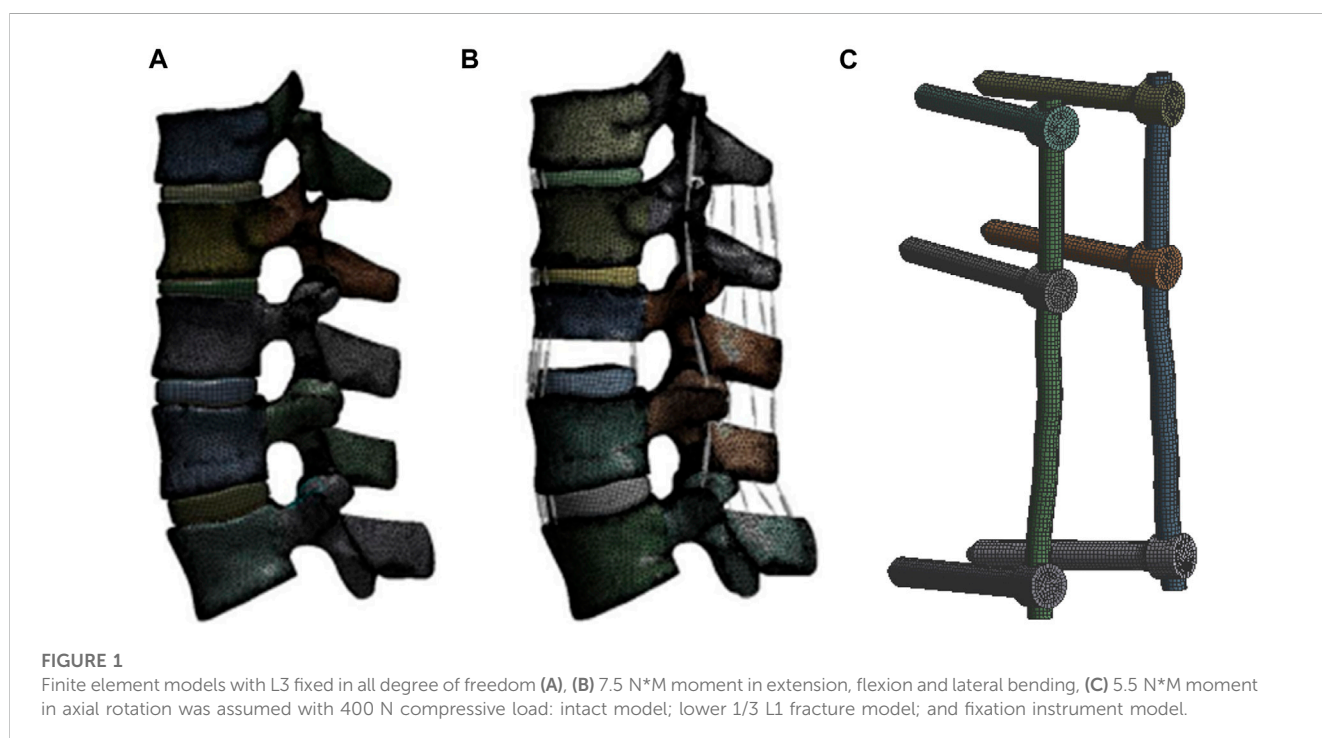 A
B
C
FIGURE 1
Finite element models with L3 fixed in all degree of freedom (A), (B) 7.5 N*M moment in extension, flexion and lateral bending, (C) 5.5 N*M moment
in axial rotation was assumed with 400 N compressive load: intact model; lower 1/3 L1 fracture model; and fixation instrument model.